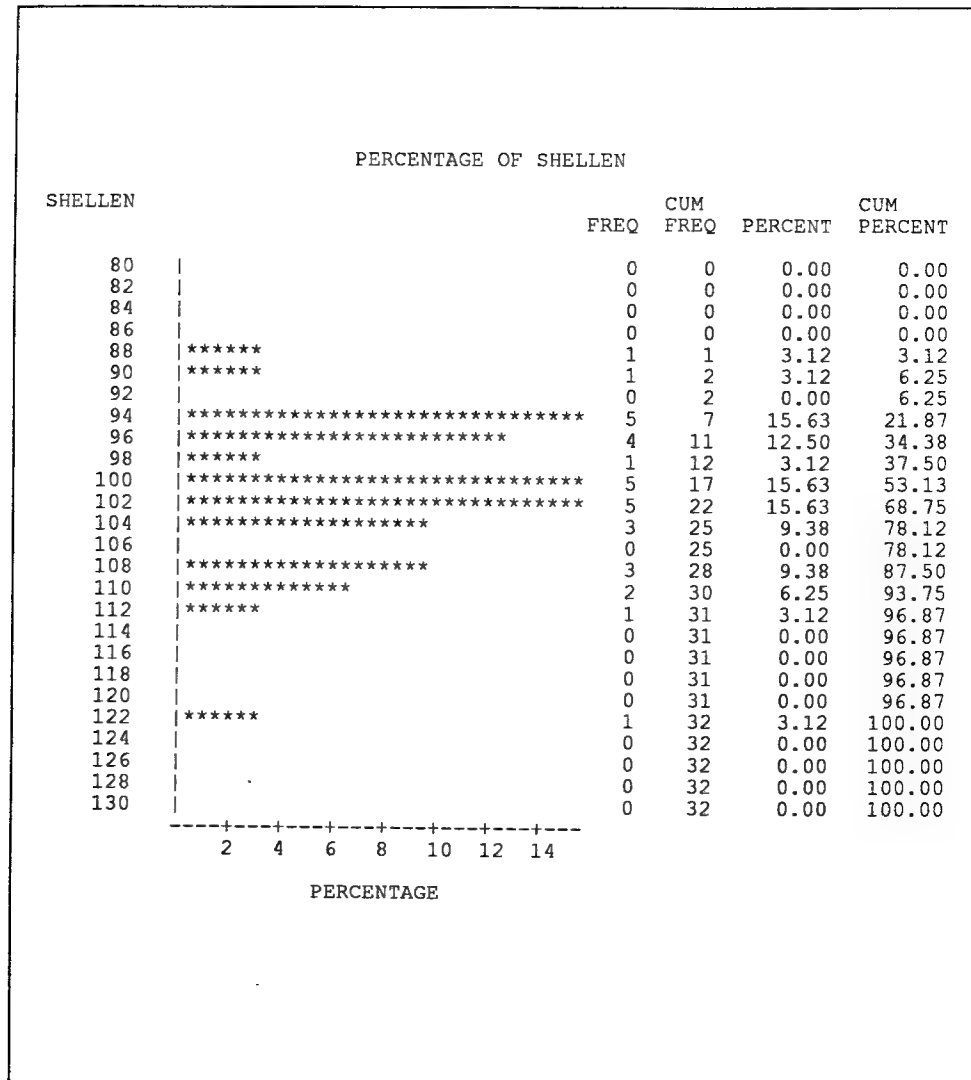 PERCENTAGE OF SHELLEN
SHELLEN CUM CUM
FREQ FREQ PERCENT PERCENT
80 | 0 0 0.00 0.00
82 | 0 0 0.00 0.00
84 | 0 0 0.00 0.00
86 | 0 0 0.00 0.00
88 |****** 1 1 3.12 3.12
90 |****** 1 2 3.12 6.25
92 | 0 2 0.00 6.25
94 |******************************* 5 7 15.63 21.87
96 |************************* 4 11 12.50 34.38
98 |****** 1 12 3.12 37.50
100 |******************************* 5 17 15.63 53.13
102 |******************************* 5 22 15.63 68.75
104 |******************* 3 25 9.38 78.12
106 | 0 25 0.00 78.12
108 |******************* 3 28 9.38 87.50
110 |************* 2 30 6.25 93.75
112 |****** 1 31 3.12 96.87
114 | 0 31 0.00 96.87
116 | 0 31 0.00 96.87
118 | 0 31 0.00 96.87
120 | 0 31 0.00 96.87
122 |****** 1 32 3.12 100.00
124 | 0 32 0.00 100.00
126 | 0 32 0.00 100.00
128 | 0 32 0.00 100.00
130 | 0 32 0.00 100.00
----+---+---+---+---+---+---+---
2 4 6 8 10 12 14
PERCENTAGE